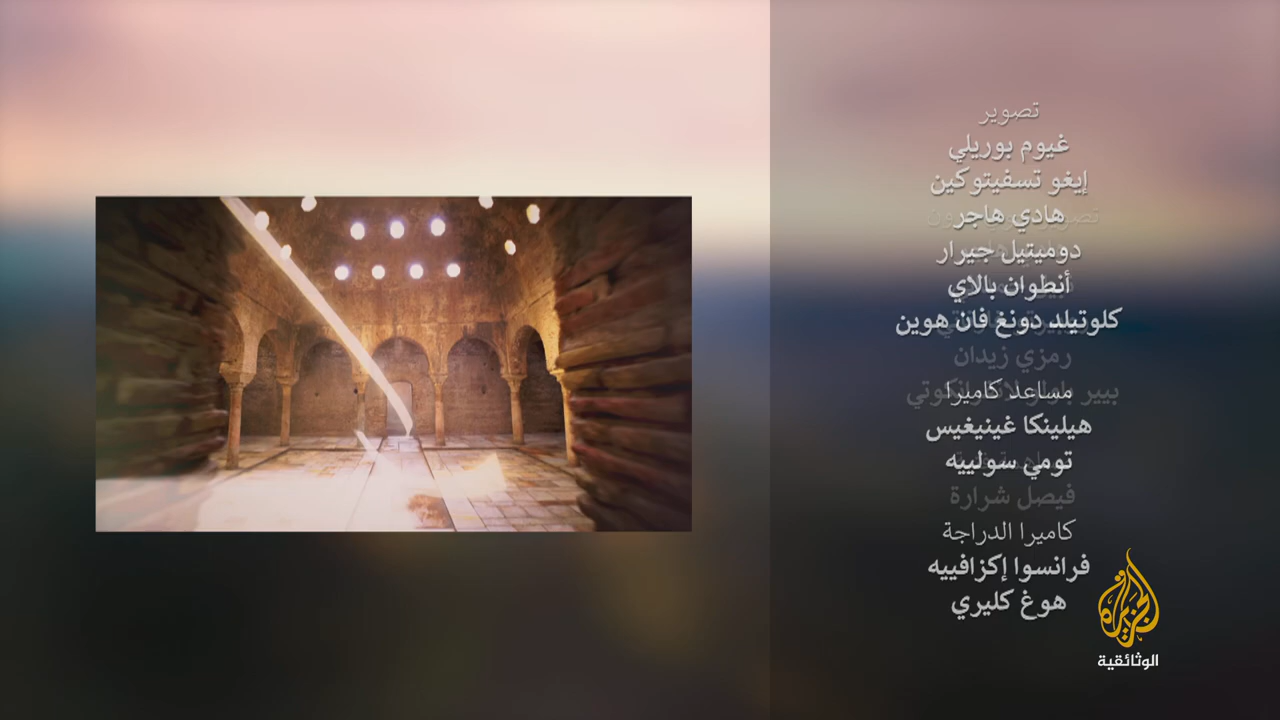 تصوير
غيوم بوريلي
إيغو تسفيتوكين
هادي هاجر
دوميتيل جيرار
أنطوان بالاي
كلوتيلد دونغ فان هوين
رمزي زيدان
مساعد كاميرا
هيلينكا غينيغيس
تومي سولييه
فيصل شرارة
كاميرا الدراجة
فرانسوا إكزافييه
هوغ كليري
الجزيرة
الوثائقية